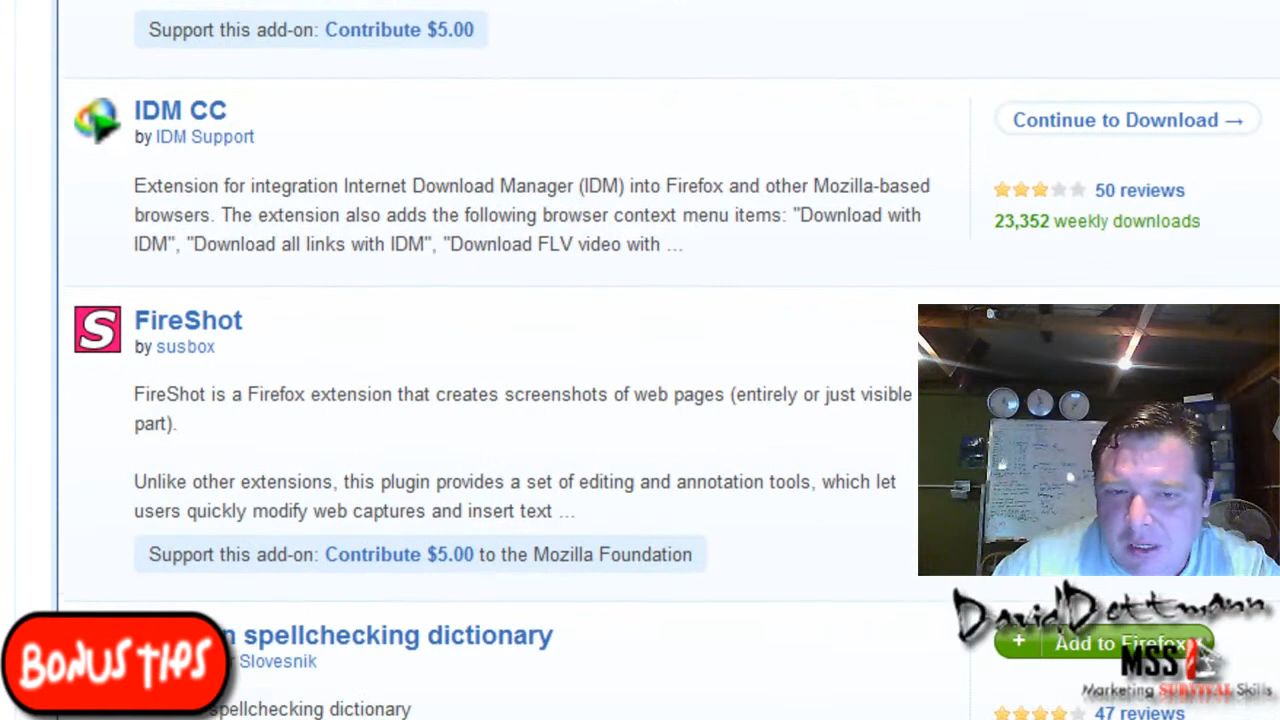 Support this add-on: Contribute $5.00
IDM CC
by IDM Support
Continue to Download →
Extension for integration Internet Download Manager (IDM) into Firefox and other Mozilla-based
browsers. The extension also adds the following browser context menu items: "Download with
IDM", "Download all links with IDM", "Download FLV video with ...
50 reviews
23,352 weekly downloads
S
FireShot
by susbox
FireShot is a Firefox extension that creates screenshots of web pages (entirely or just visible
part).
Unlike other extensions, this plugin provides a set of editing and annotation tools, which let
users quickly modify web captures and insert text ...
Support this add-on: Contribute $5.00 to the Mozilla Foundation
David Dettmann
spellchecking dictionary
Slovesnik
+ Add to Firefox
BONUS TIPS
MSS
Marketing SURVIVAL Skills
spellchecking dictionary
47 reviews